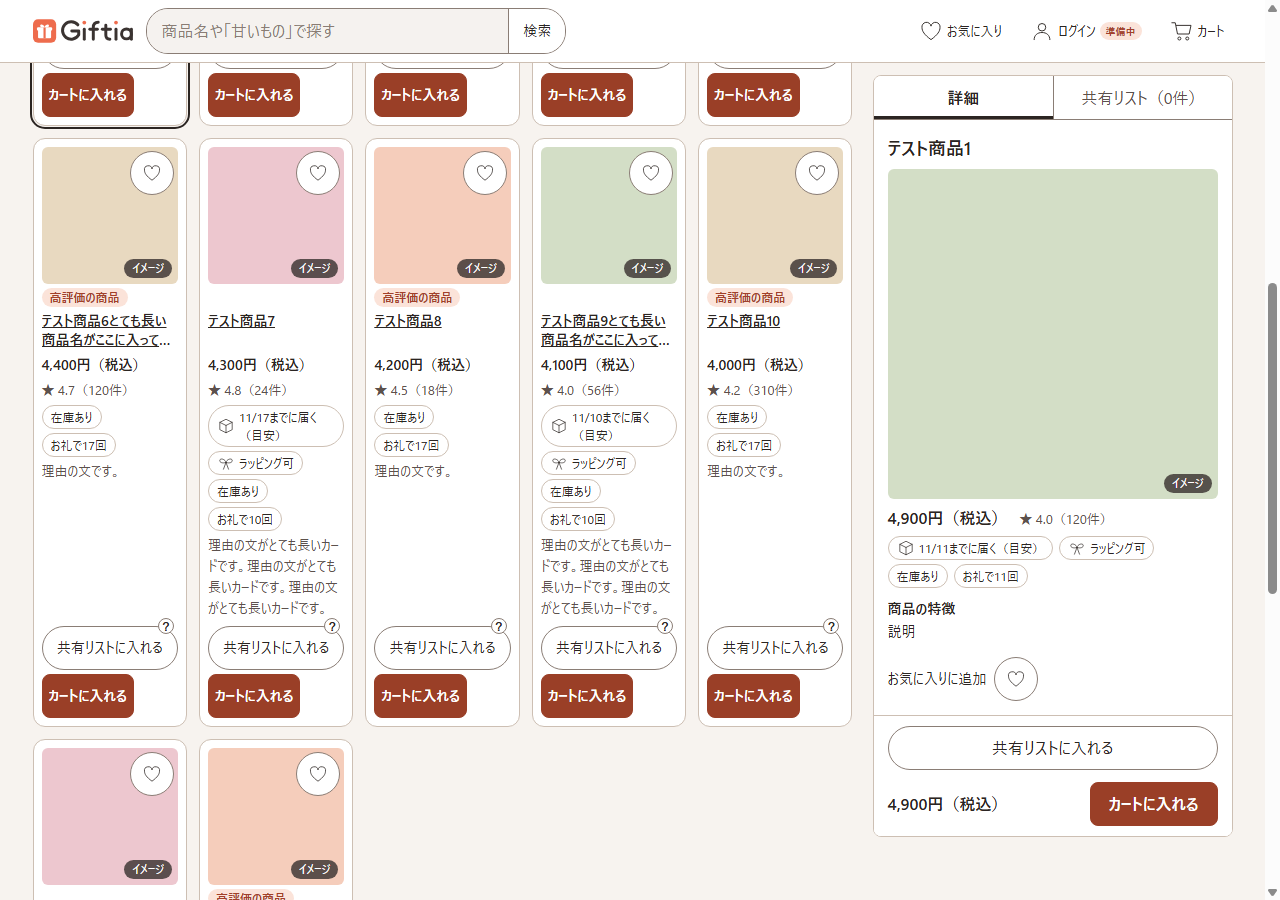 Giftia
商品名や「甘いもの」で探す
検索
お気に入り
ログイン 準備中
カート
カートに入れる
カートに入れる
カートに入れる
カートに入れる
カートに入れる
イメージ
高評価の商品
テスト商品6とても長い
商品名がここに入って…
4,400円（税込）
★ 4.7（120件）
在庫あり
お礼で17回
理由の文です。
?
共有リストに入れる
カートに入れる
イメージ
テスト商品7
4,300円（税込）
★ 4.8（24件）
11/17までに届く
（目安）
ラッピング可
在庫あり
お礼で10回
理由の文がとても長いカー
ドです。理由の文がとても
長いカードです。理由の文
がとても長いカードです。
?
共有リストに入れる
カートに入れる
イメージ
高評価の商品
テスト商品8
4,200円（税込）
★ 4.5（18件）
在庫あり
お礼で17回
理由の文です。
?
共有リストに入れる
カートに入れる
イメージ
テスト商品9とても長い
商品名がここに入って…
4,100円（税込）
★ 4.0（56件）
11/10までに届く
（目安）
ラッピング可
在庫あり
お礼で10回
理由の文がとても長いカー
ドです。理由の文がとても
長いカードです。理由の文
がとても長いカードです。
?
共有リストに入れる
カートに入れる
イメージ
高評価の商品
テスト商品10
4,000円（税込）
★ 4.2（310件）
在庫あり
お礼で17回
理由の文です。
?
共有リストに入れる
カートに入れる
イメージ
イメージ
高評価の商品
詳細
共有リスト（0件）
テスト商品1
イメージ
4,900円（税込） ★ 4.0（120件）
11/11までに届く（目安） ラッピング可
在庫あり お礼で11回
商品の特徴
説明
お気に入りに追加
共有リストに入れる
4,900円（税込） カートに入れる